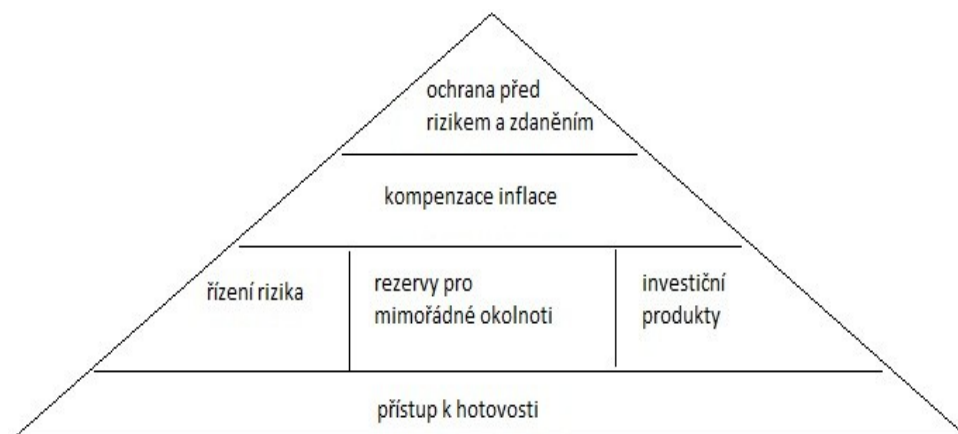 ochrana před
rizikem a zdaněním
kompenzace inflace
řízení rizika
rezervy pro
mimořádné okolnoti
investiční
produkty
přístup k hotovosti